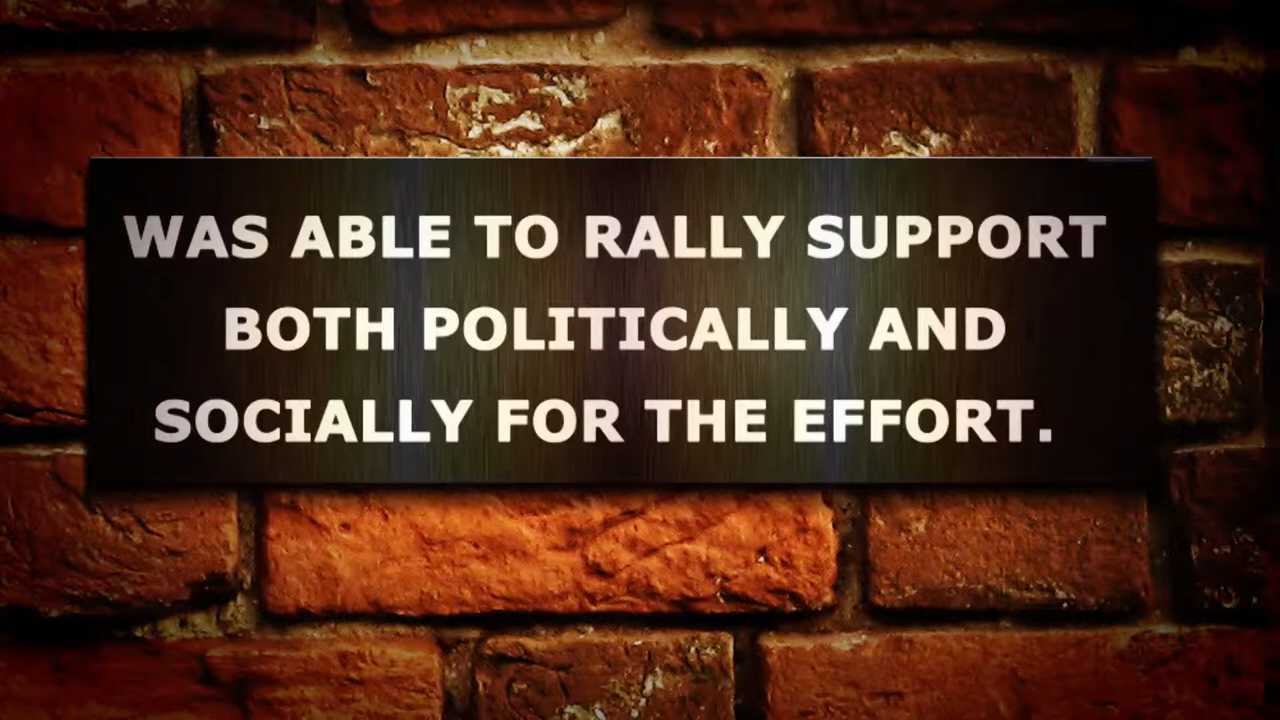 WAS ABLE TO RALLY SUPPORT
BOTH POLITICALLY AND
SOCIALLY FOR THE EFFORT.